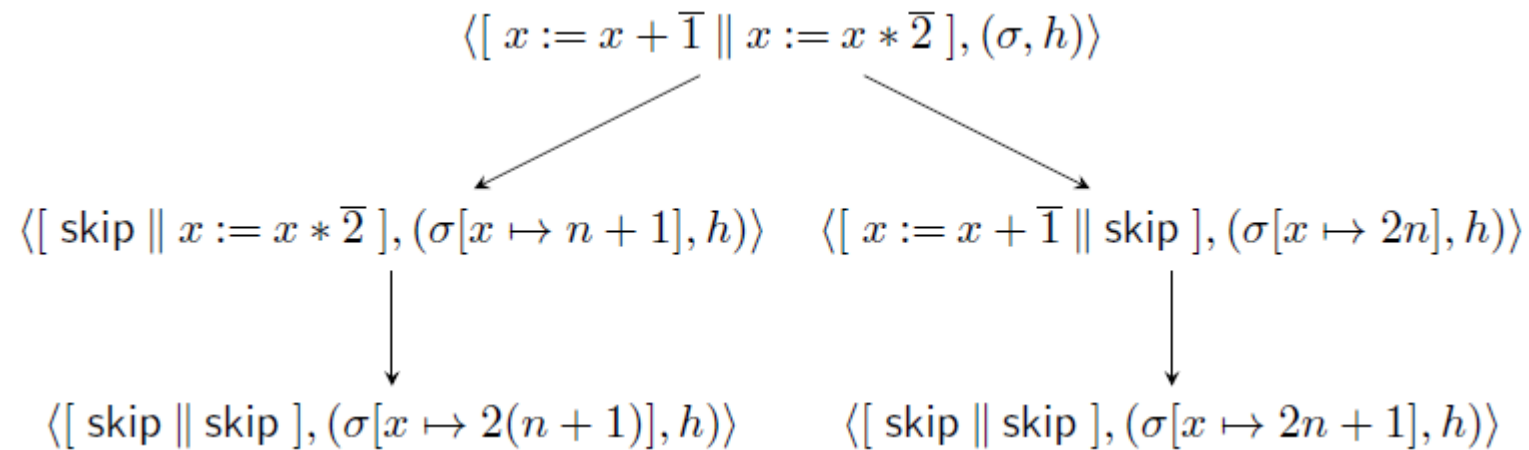 ⟨[ x := x + 1̅ ∥ x := x ∗ 2̅ ], (σ, h)⟩
⟨[ skip ∥ x := x ∗ 2̅ ], (σ[x ↦ n + 1], h)⟩ ⟨[ x := x + 1̅ ∥ skip ], (σ[x ↦ 2n], h)⟩
⟨[ skip ∥ skip ], (σ[x ↦ 2(n + 1)], h)⟩ ⟨[ skip ∥ skip ], (σ[x ↦ 2n + 1], h)⟩